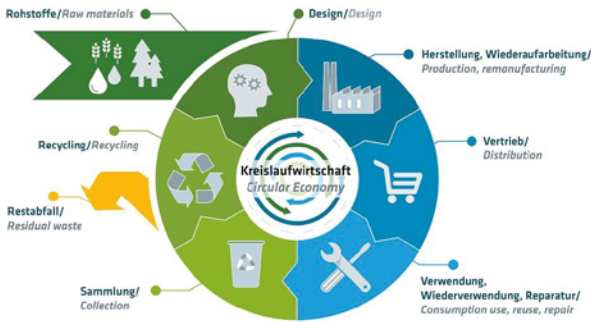 Rohstoffe/Raw materials
Design/Design
Herstellung, Wiederaufarbeitung/
Production, remanufacturing
Recycling/Recycling
Kreislaufwirtschaft
Circular Economy
Vertrieb/
Distribution
Restabfall/
Residual waste
Sammlung/
Collection
Verwendung,
Wiederverwendung, Reparatur/
Consumption use, reuse, repair